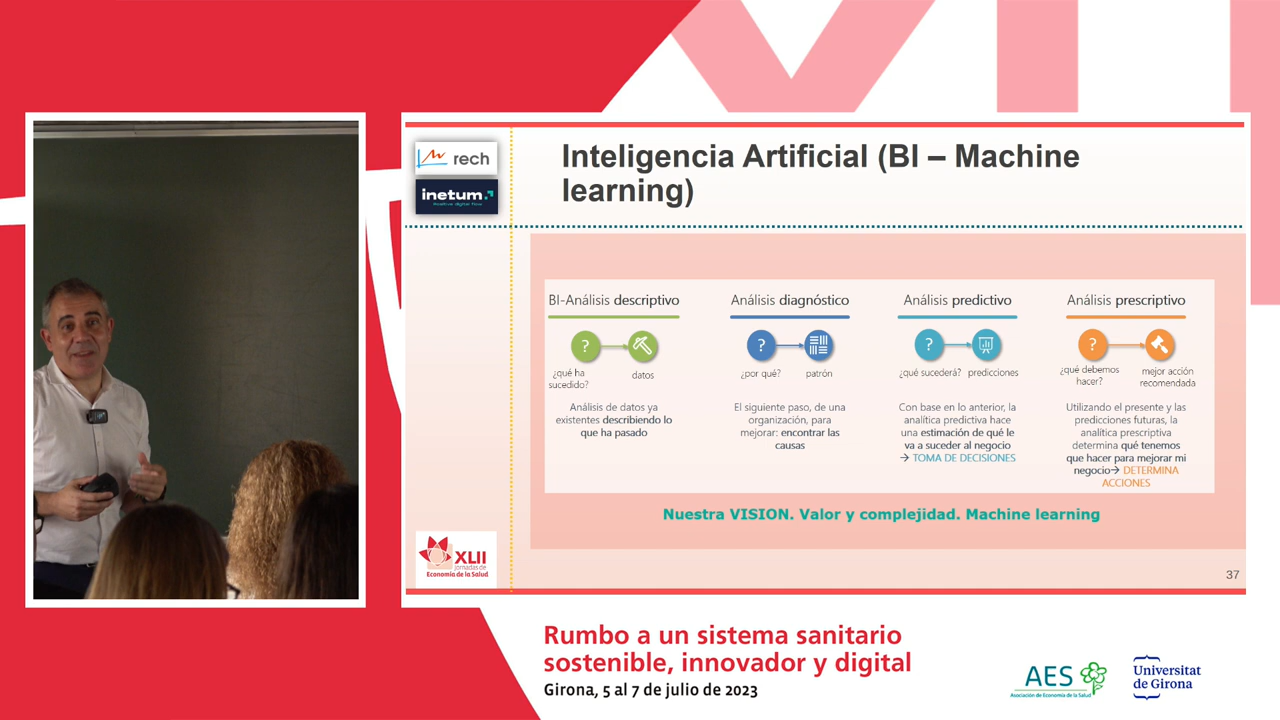 rech
inetum.
Positive digital flow
Inteligencia Artificial (BI – Machine
learning)
BI-Análisis descriptivo
?
¿qué ha
sucedido?
datos
Análisis de datos ya
existentes describiendo lo
que ha pasado
Análisis diagnóstico
?
¿por qué?
patrón
El siguiente paso, de una
organización, para
mejorar: encontrar las
causas
Análisis predictivo
?
¿qué sucederá?
predicciones
Con base en lo anterior, la
analítica predictiva hace
una estimación de qué le
va a suceder al negocio
→ TOMA DE DECISIONES
Análisis prescriptivo
?
¿qué debemos
hacer?
mejor acción
recomendada
Utilizando el presente y las
predicciones futuras, la
analítica prescriptiva
determina qué tenemos
que hacer para mejorar mi
negocio→ DETERMINA
ACCIONES
Nuestra VISION. Valor y complejidad. Machine learning
XLII
jornadas de
Economía de la Salud
37
Rumbo a un sistema sanitario
sostenible, innovador y digital
Girona, 5 al 7 de julio de 2023
AES
Asociación de Economía de la Salud
Universitat
de Girona